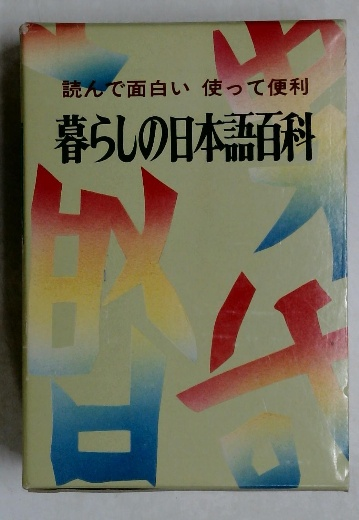 読んで面白い 使って便利
暮らしの日本語百科